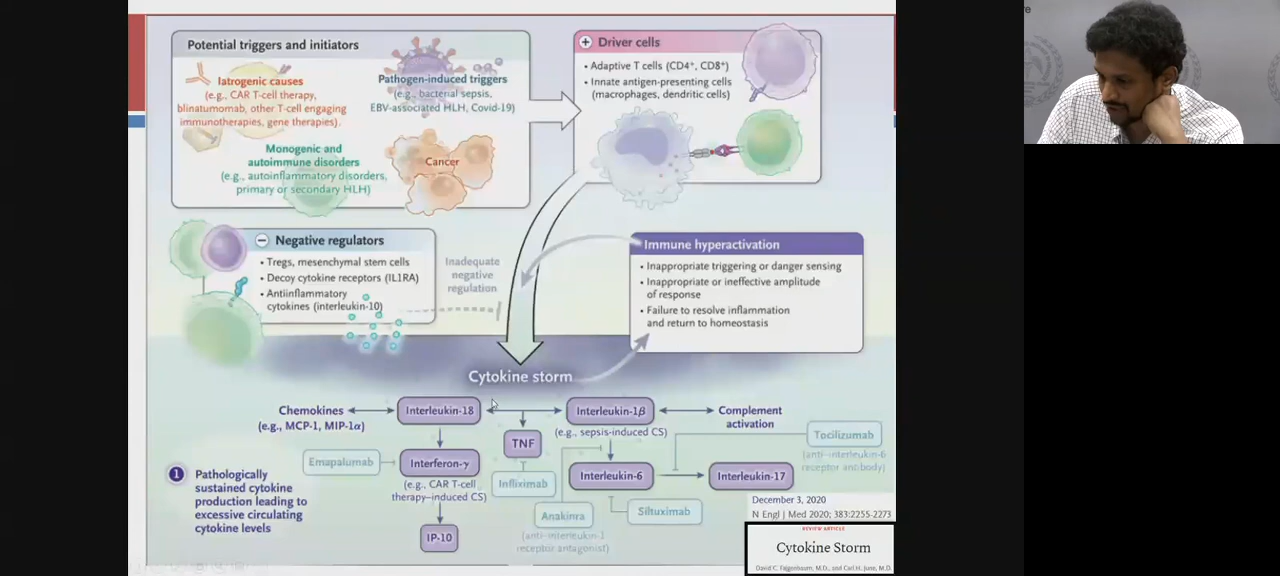 Potential triggers and initiators
Iatrogenic causes
(e.g., CAR T-cell therapy,
blinatumomab, other T-cell engaging
immunotherapies, gene therapies).
Pathogen-induced triggers
(e.g., bacterial sepsis,
EBV-associated HLH, Covid-19)
Monogenic and
autoimmune disorders
(e.g., autoinflammatory disorders,
primary or secondary HLH)
Cancer
+ Driver cells
• Adaptive T cells (CD4+, CD8+)
• Innate antigen-presenting cells
(macrophages, dendritic cells)
− Negative regulators
• Tregs, mesenchymal stem cells
• Decoy cytokine receptors (IL1RA)
• Antiinflammatory
cytokines (interleukin-10)
Inadequate
negative
regulation
Immune hyperactivation
• Inappropriate triggering or danger sensing
• Inappropriate or ineffective amplitude
of response
• Failure to resolve inflammation
and return to homeostasis
Cytokine storm
Chemokines
(e.g., MCP-1, MIP-1α)
Interleukin-18
Interleukin-1β
(e.g., sepsis-induced CS)
Complement
activation
TNF
Tocilizumab
(anti–interleukin-6
receptor antibody)
Emapalumab
Interferon-γ
(e.g., CAR T-cell
therapy–induced CS)
Infliximab
Interleukin-6
Interleukin-17
1 Pathologically
sustained cytokine
production leading to
excessive circulating
cytokine levels
IP-10
Anakinra
(anti–interleukin-1
receptor antagonist)
Siltuximab
December 3, 2020
N Engl J Med 2020; 383:2255-2273
REVIEW ARTICLE
Cytokine Storm
David C. Fajgenbaum, M.D., and Carl H. June, M.D.